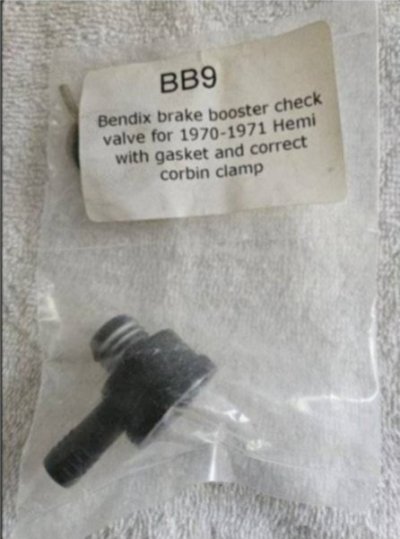 BB9
Bendix brake booster check
valve for 1970-1971 Hemi
with gasket and correct
corbin clamp